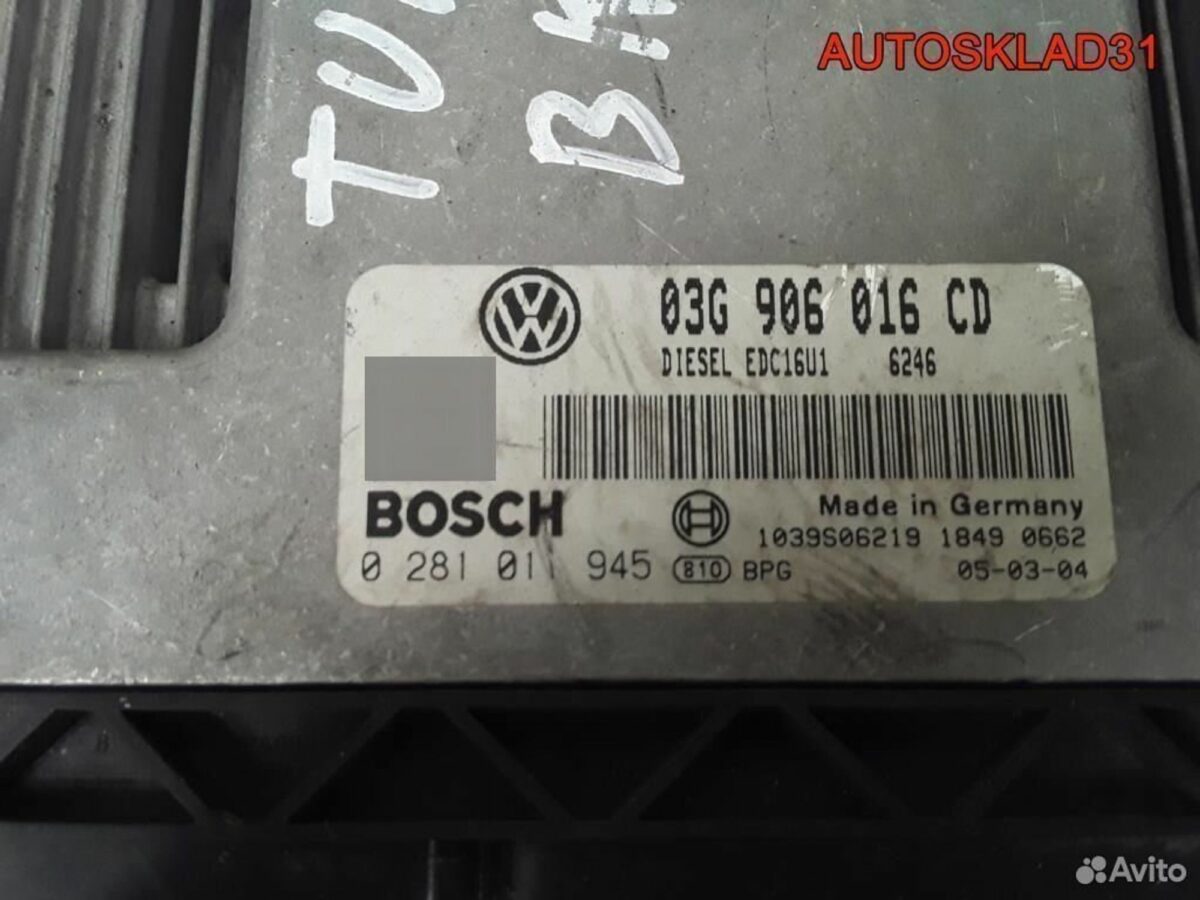 AUTOSKLAD31
03G 906 016 CD
DIESEL EDC16U1 6246
BOSCH
Made in Germany
1039S06219 1849 0662
0 281 011 945 810 BPG 05-03-04
Avito